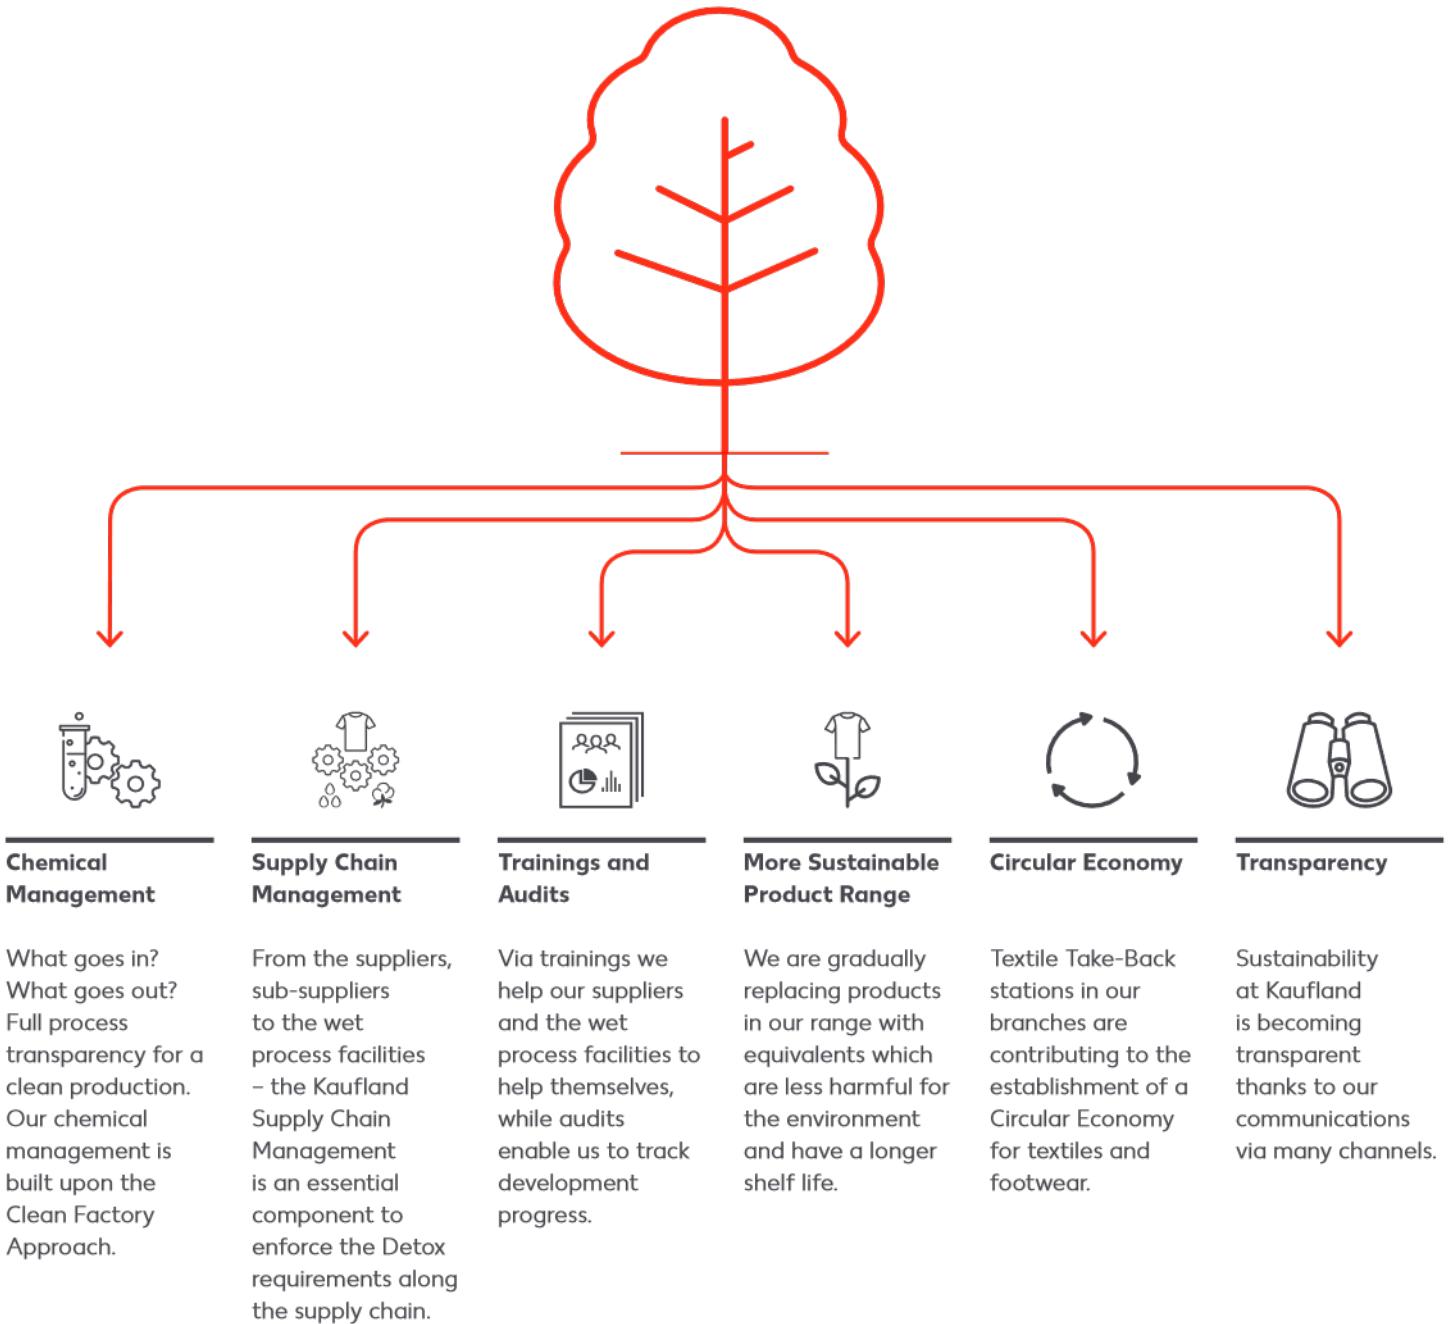 Chemical
Management
What goes in?
What goes out?
Full process
transparency for a
clean production.
Our chemical
management is
built upon the
Clean Factory
Approach.
Supply Chain
Management
From the suppliers,
sub-suppliers
to the wet
process facilities
– the Kaufland
Supply Chain
Management
is an essential
component to
enforce the Detox
requirements along
the supply chain.
Trainings and
Audits
Via trainings we
help our suppliers
and the wet
process facilities to
help themselves,
while audits
enable us to track
development
progress.
More Sustainable
Product Range
We are gradually
replacing products
in our range with
equivalents which
are less harmful for
the environment
and have a longer
shelf life.
Circular Economy
Textile Take-Back
stations in our
branches are
contributing to the
establishment of a
Circular Economy
for textiles and
footwear.
Transparency
Sustainability
at Kaufland
is becoming
transparent
thanks to our
communications
via many channels.